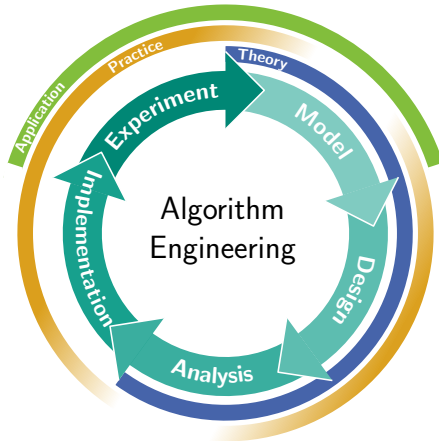 Application
Practice
Theory
Experiment
Model
Implementation
Algorithm
Engineering
Design
Analysis